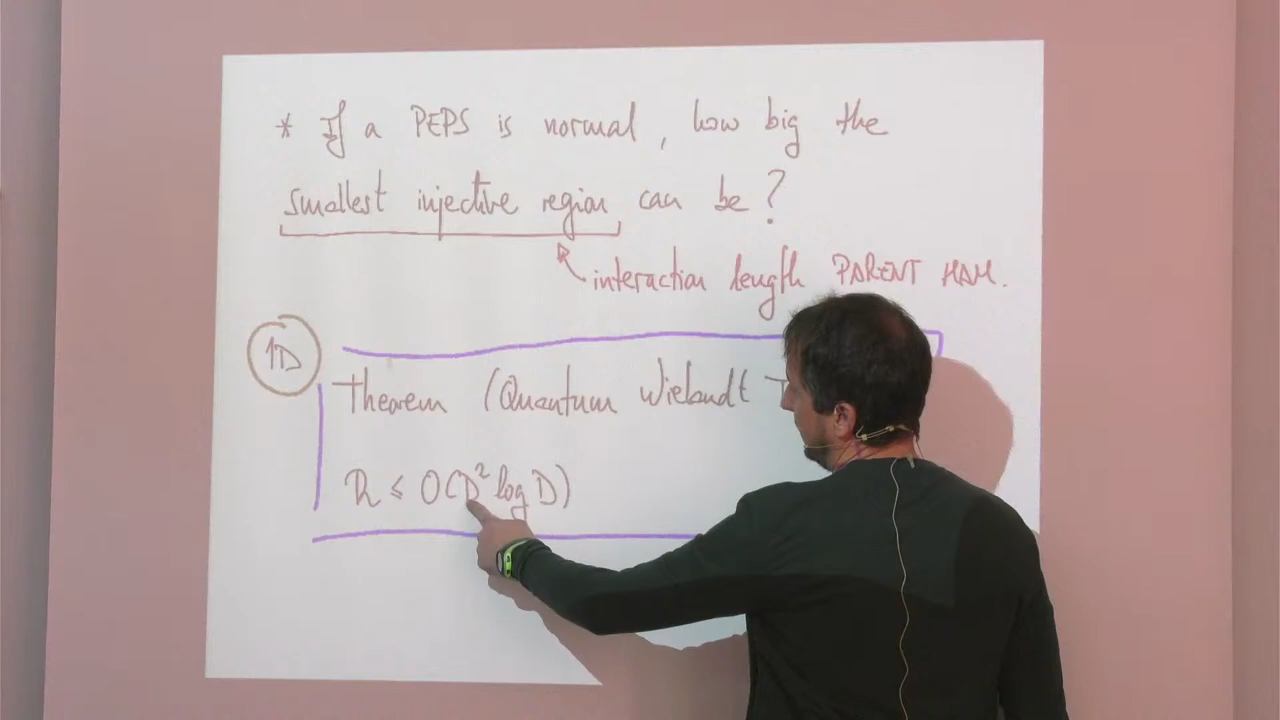 * If a PEPS is normal, how big the
smallest injective region can be?
interaction length PARENT HAM.
1D
Theorem (Quantum Wielandt
R ≤ O(D² log D)